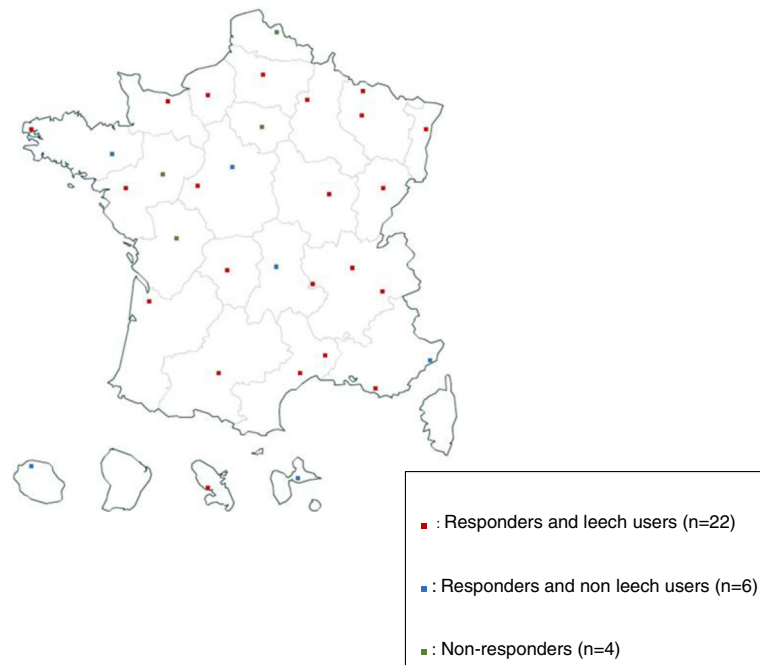 : Responders and leech users (n=22)
: Responders and non leech users (n=6)
: Non-responders (n=4)